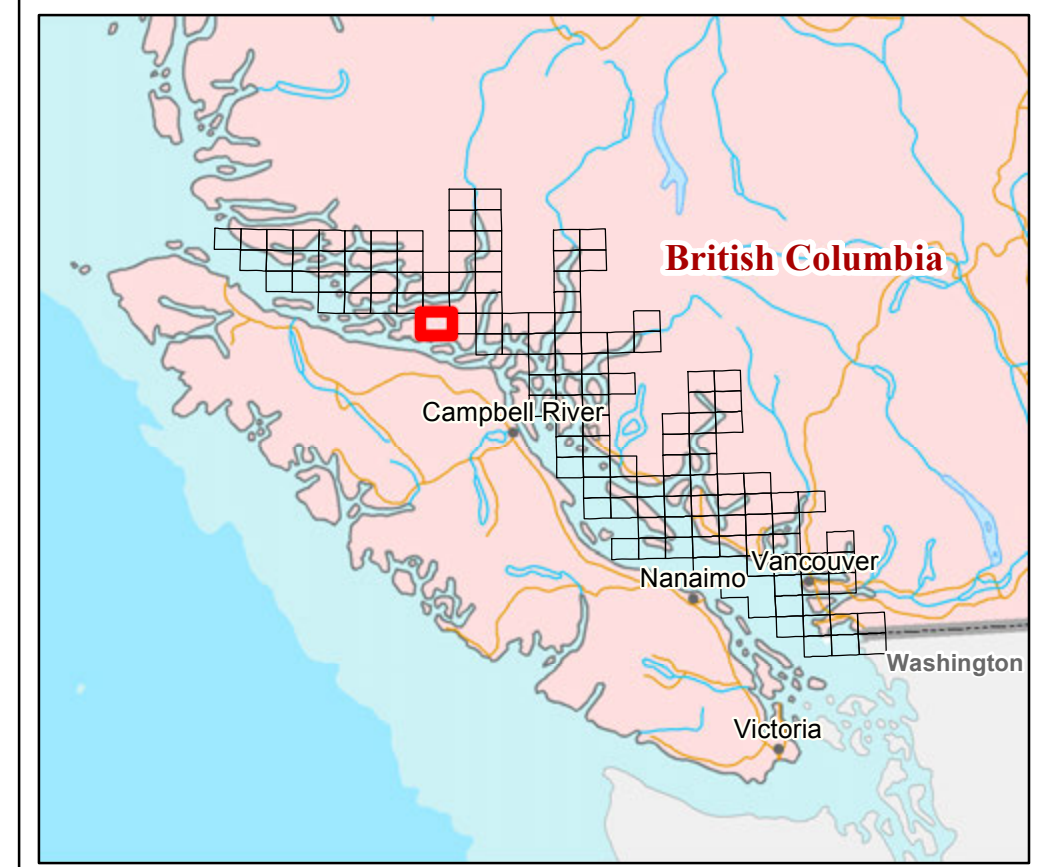 British Columbia
Campbell River
Vancouver
Nanaimo
Washington
Victoria